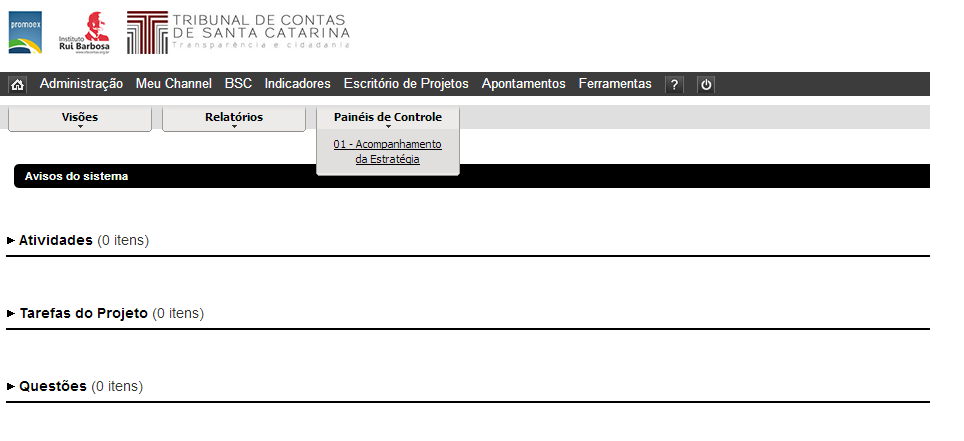 promoex
Instituto
Rui Barbosa
TRIBUNAL DE CONTAS
DE SANTA CATARINA
Transparência e cidadania
Administração Meu Channel BSC Indicadores Escritório de Projetos Apontamentos Ferramentas ?
Visões Relatórios Painéis de Controle
01 - Acompanhamento
da Estratégia
Avisos do sistema
Atividades (0 itens)
Tarefas do Projeto (0 itens)
Questões (0 itens)